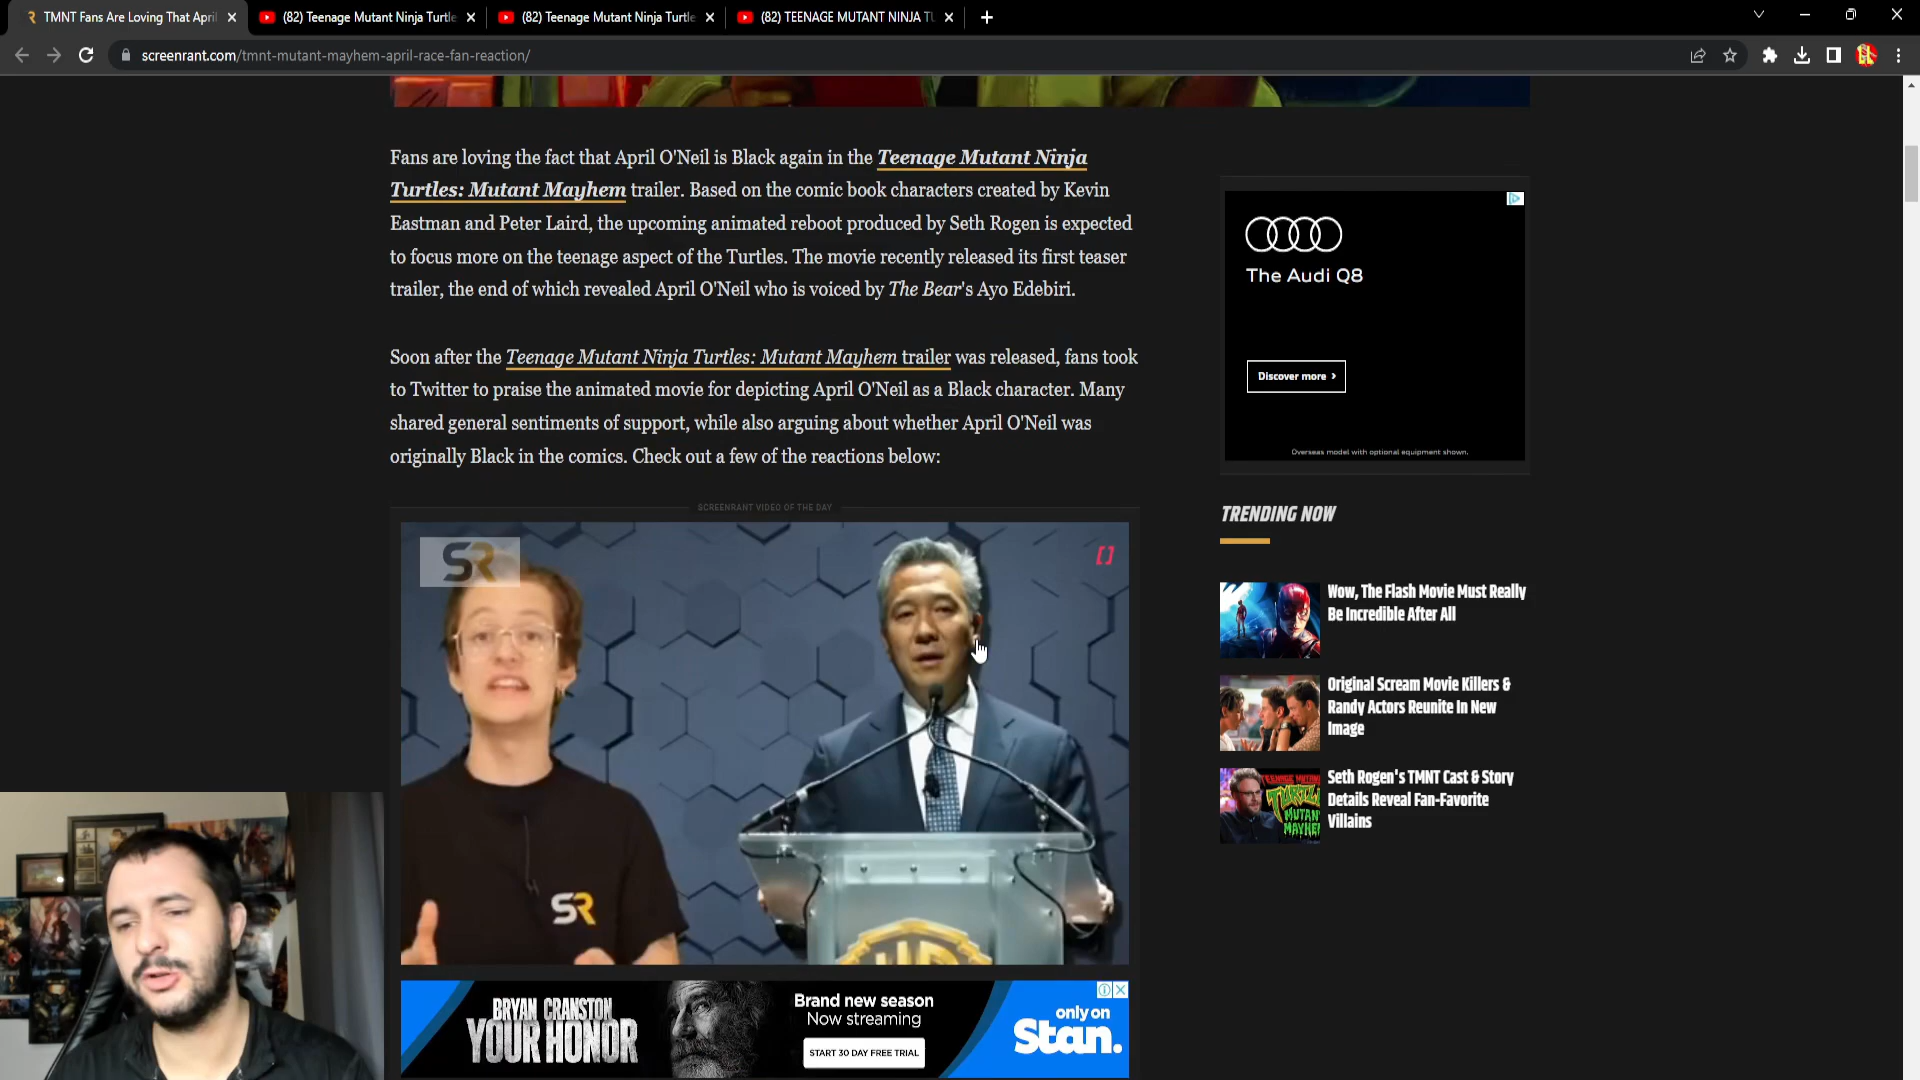 TMNT Fans Are Loving That April
(82) Teenage Mutant Ninja Turtle
(82) Teenage Mutant Ninja Turtle
(82) TEENAGE MUTANT NINJA TU
screenrant.com/tmnt-mutant-mayhem-april-race-fan-reaction/
Fans are loving the fact that April O'Neil is Black again in the Teenage Mutant Ninja
Turtles: Mutant Mayhem trailer. Based on the comic book characters created by Kevin
Eastman and Peter Laird, the upcoming animated reboot produced by Seth Rogen is expected
to focus more on the teenage aspect of the Turtles. The movie recently released its first teaser
trailer, the end of which revealed April O'Neil who is voiced by The Bear's Ayo Edebiri.
Soon after the Teenage Mutant Ninja Turtles: Mutant Mayhem trailer was released, fans took
to Twitter to praise the animated movie for depicting April O'Neil as a Black character. Many
shared general sentiments of support, while also arguing about whether April O'Neil was
originally Black in the comics. Check out a few of the reactions below:
SCREENRANT VIDEO OF THE DAY
SR
[ ]
SR
BRYAN CRANSTON
YOUR HONOR
Brand new season
Now streaming
START 30 DAY FREE TRIAL
only on
Stan.
The Audi Q8
Discover more ›
Overseas model with optional equipment shown.
TRENDING NOW
Wow, The Flash Movie Must Really
Be Incredible After All
Original Scream Movie Killers &
Randy Actors Reunite In New
Image
TEENAGE MUTANT NINJA
TURTLES
MUTANT
MAYHEM
Seth Rogen's TMNT Cast & Story
Details Reveal Fan-Favorite
Villains